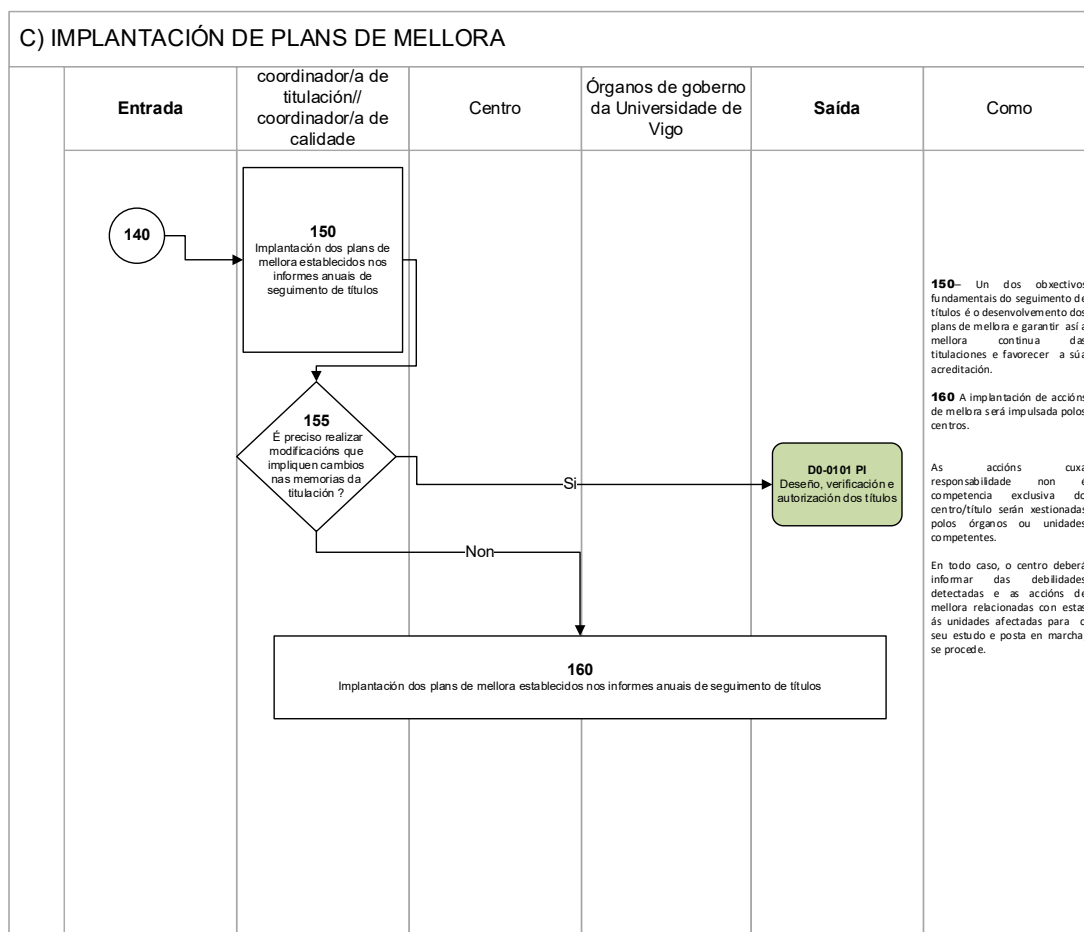 C) IMPLANTACIÓN DE PLANS DE MELLORA
Entrada
coordinador/a de
titulación//
coordinador/a de
calidade
Centro
Órganos de goberno
da Universidade de
Vigo
Saída
Como
140
150
Implantación dos plans de
mellora establecidos nos
informes anuais de
seguimento de títulos
155
É preciso realizar
modificacións que
impliquen cambios
nas memorias da
titulación ?
Si
D0-0101 PI
Deseño, verificación e
autorización dos títulos
Non
160
Implantación dos plans de mellora establecidos nos informes anuais de seguimento de títulos
150– Un dos obxectivos
fundamentais do seguimento de
títulos é o desenvolvemento dos
plans de mellora e garantir así a
mellora continua das
titulaciones e favorecer a súa
acreditación.
160 A implantación de accións
de mellora será impulsada polos
centros.
As accións cuxa
responsabilidade non é
competencia exclusiva do
centro/título serán xestionadas
polos órganos ou unidades
competentes.
En todo caso, o centro deberá
informar das debilidades
detectadas e as accións de
mellora relacionadas con estas
ás unidades afectadas para o
seu estudo e posta en marcha
se procede.